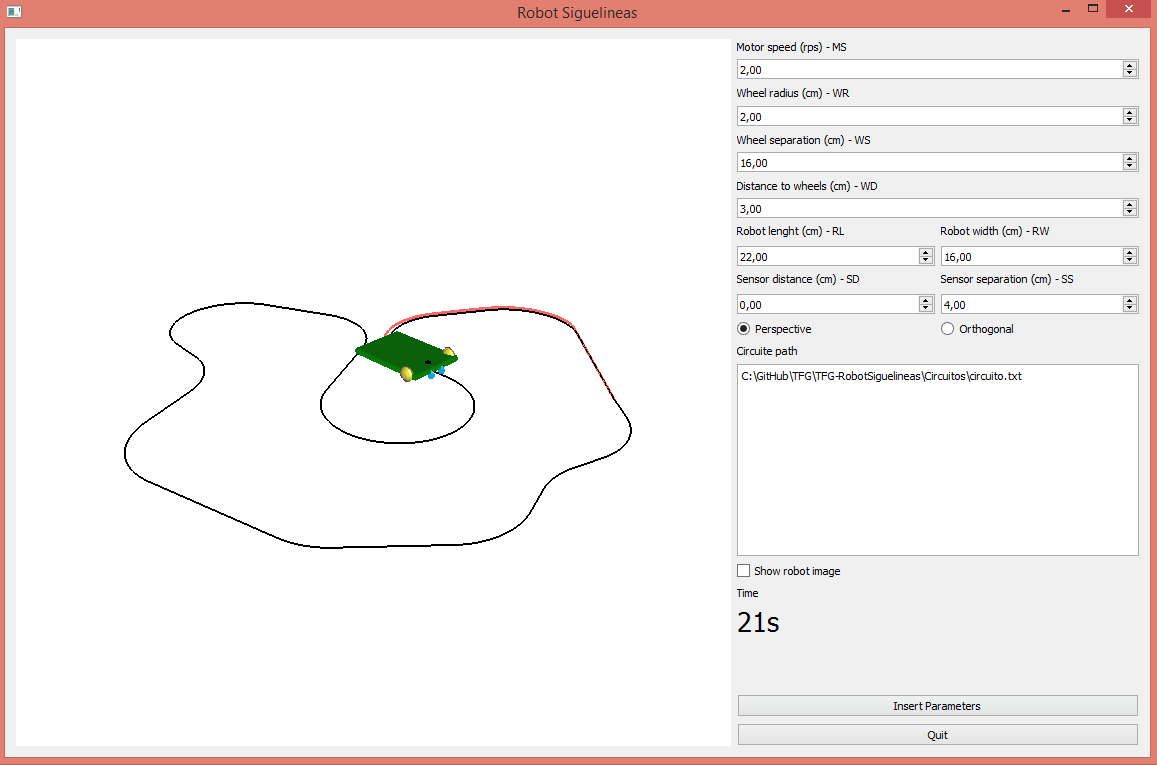 Robot Siguelineas
Motor speed (rps) - MS
2,00
Wheel radius (cm) - WR
2,00
Wheel separation (cm) - WS
16,00
Distance to wheels (cm) - WD
3,00
Robot lenght (cm) - RL
Robot width (cm) - RW
22,00
16,00
Sensor distance (cm) - SD
Sensor separation (cm) - SS
0,00
4,00
Perspective
Orthogonal
Circuite path
C:\GitHub\TFG\TFG-RobotSiguelineas\Circuitos\circuito.txt
Show robot image
Time
21s
Insert Parameters
Quit